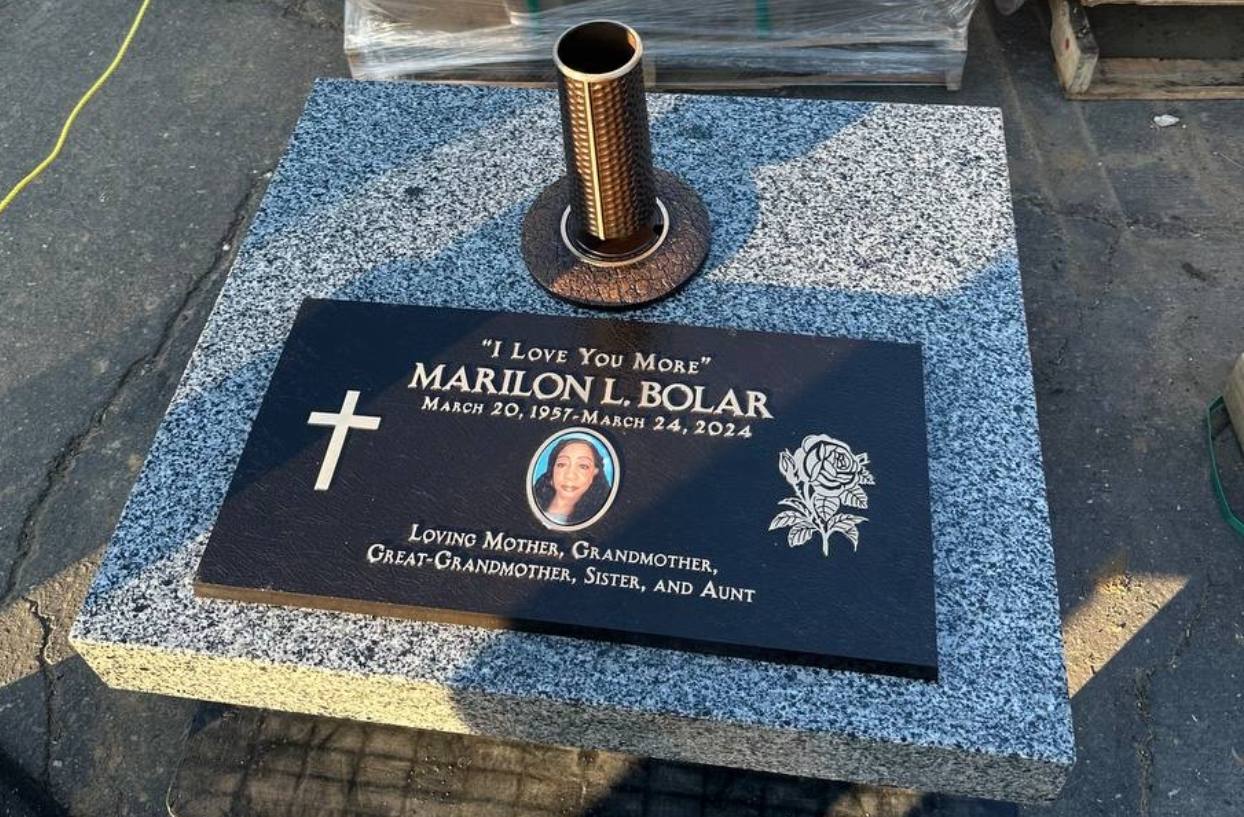 "I Love You More"
MARILON L. BOLAR
March 20, 1957-March 24, 2024
Loving Mother, Grandmother,
Great-Grandmother, Sister, and Aunt